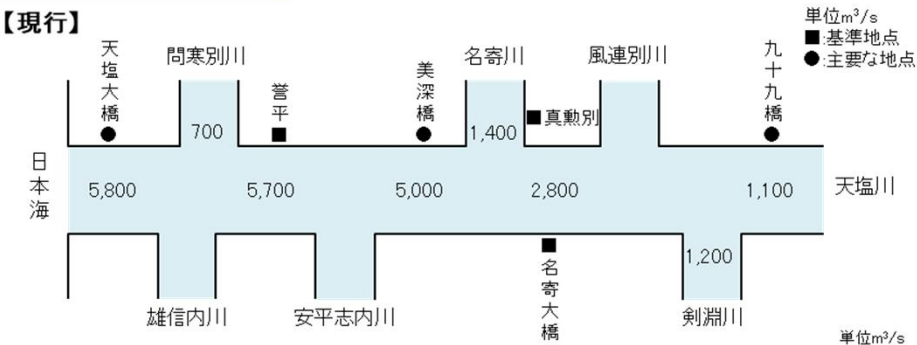 【現行】
単位m³/s
■:基準地点
●:主要な地点
天塩大橋
問寒別川
誉平
美深橋
名寄川
真勲別
風連別川
九十九橋
700
1,400
日本海
5,800
5,700
5,000
2,800
1,100
天塩川
1,200
雄信内川
安平志内川
名寄大橋
剣淵川
単位m³/s